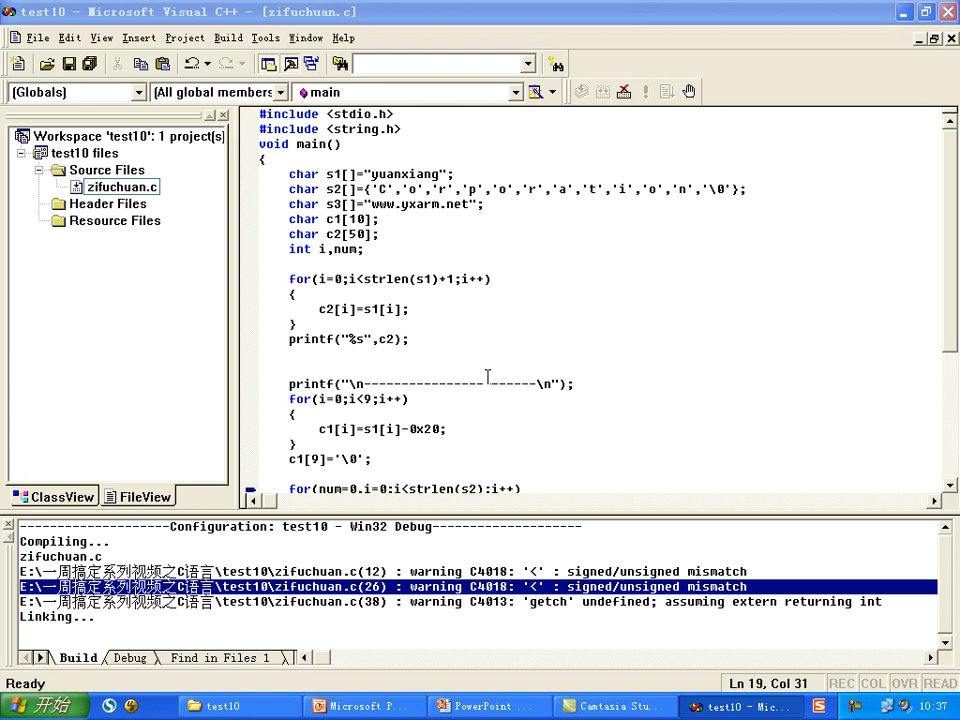 test10 - Microsoft Visual C++ - [zifuchuan.c]
File Edit View Insert Project Build Tools Window Help
(Globals) (All global members main
Workspace 'test10': 1 project(s
test10 files
Source Files
zifuchuan.c
Header Files
Resource Files
ClassView FileView
#include <stdio.h>
#include <string.h>
void main()
{
char s1[]="yuanxiang";
char s2[]={'C','o','r','p','o','r','a','t','i','o','n','\0'};
char s3[]="www.yxarm.net";
char c1[10];
char c2[50];
int i,num;
for(i=0;i<strlen(s1)+1;i++)
{
c2[i]=s1[i];
}
printf("%s",c2);
printf("\n-----------------------\n");
for(i=0;i<9;i++)
{
c1[i]=s1[i]-0x20;
}
c1[9]='\0';
for(num=0,i=0;i<strlen(s2);i++)
--------------------Configuration: test10 - Win32 Debug--------------------
Compiling...
zifuchuan.c
E:\一周搞定系列视频之C语言\test10\zifuchuan.c(12) : warning C4018: '<' : signed/unsigned mismatch
E:\一周搞定系列视频之C语言\test10\zifuchuan.c(26) : warning C4018: '<' : signed/unsigned mismatch
E:\一周搞定系列视频之C语言\test10\zifuchuan.c(38) : warning C4013: 'getch' undefined; assuming extern returning int
Linking...
Build Debug Find in Files 1
Ready Ln 19, Col 31 REC COL OVR READ
开始 test10 Microsoft P... PowerPoint ... Camtasia Stu... test10 - Mic... 10:37